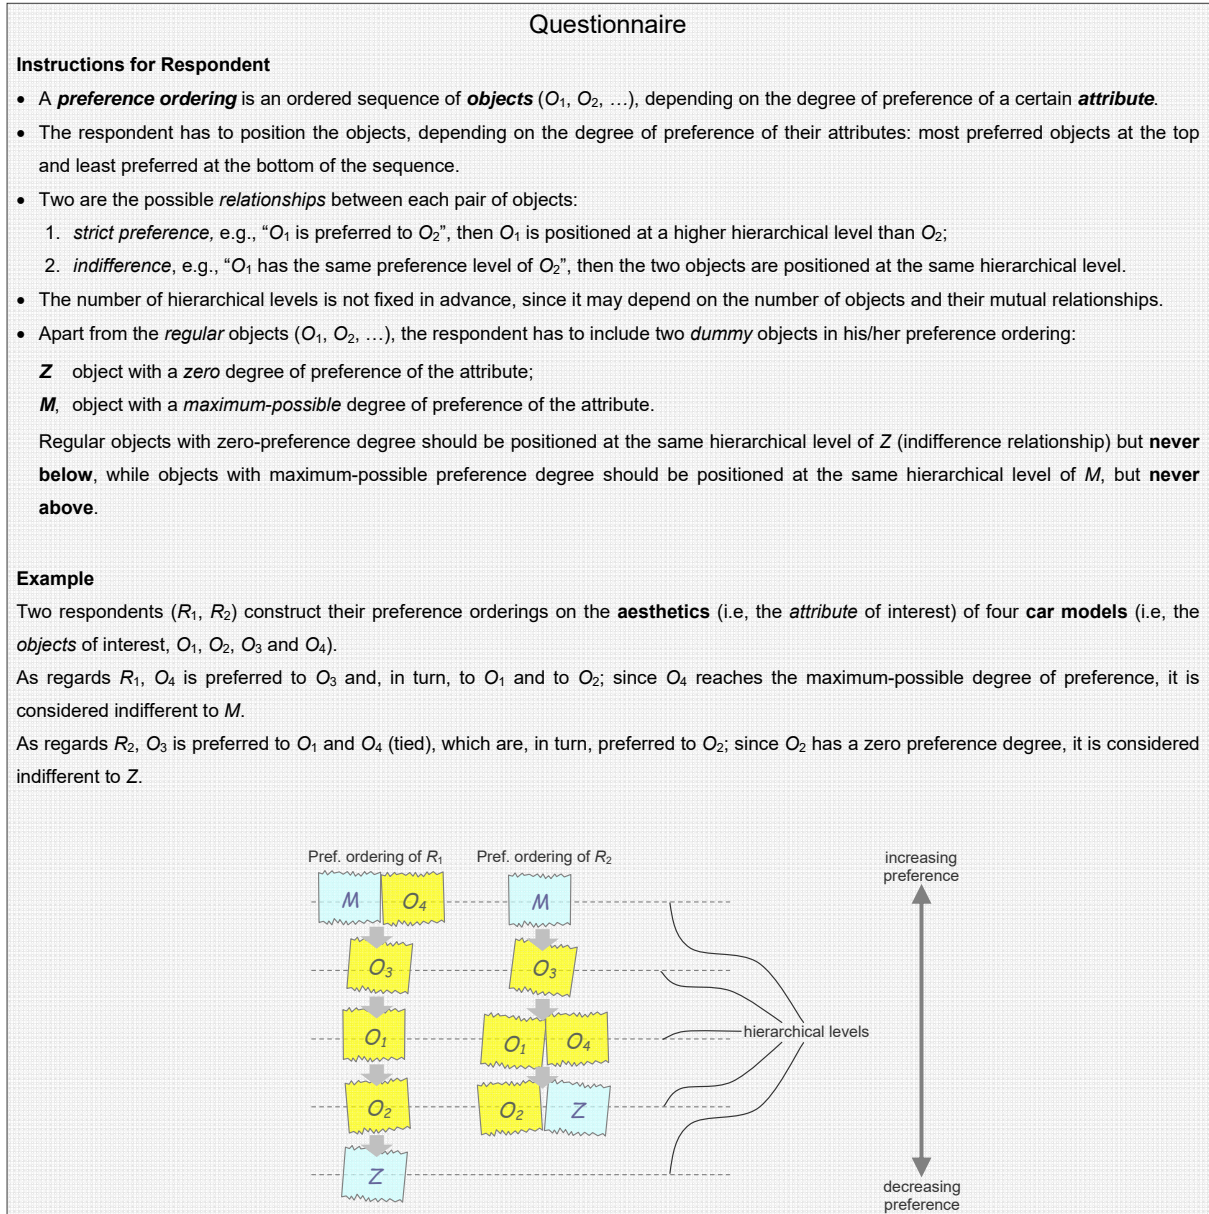 Questionnaire
Instructions for Respondent
• A preference ordering is an ordered sequence of objects (O1, O2, …), depending on the degree of preference of a certain attribute.
• The respondent has to position the objects, depending on the degree of preference of their attributes: most preferred objects at the top
and least preferred at the bottom of the sequence.
• Two are the possible relationships between each pair of objects:
1. strict preference, e.g., “O1 is preferred to O2”, then O1 is positioned at a higher hierarchical level than O2;
2. indifference, e.g., “O1 has the same preference level of O2”, then the two objects are positioned at the same hierarchical level.
• The number of hierarchical levels is not fixed in advance, since it may depend on the number of objects and their mutual relationships.
• Apart from the regular objects (O1, O2, …), the respondent has to include two dummy objects in his/her preference ordering:
Z object with a zero degree of preference of the attribute;
M, object with a maximum-possible degree of preference of the attribute.
Regular objects with zero-preference degree should be positioned at the same hierarchical level of Z (indifference relationship) but never
below, while objects with maximum-possible preference degree should be positioned at the same hierarchical level of M, but never
above.
Example
Two respondents (R1, R2) construct their preference orderings on the aesthetics (i.e, the attribute of interest) of four car models (i.e, the
objects of interest, O1, O2, O3 and O4).
As regards R1, O4 is preferred to O3 and, in turn, to O1 and to O2; since O4 reaches the maximum-possible degree of preference, it is
considered indifferent to M.
As regards R2, O3 is preferred to O1 and O4 (tied), which are, in turn, preferred to O2; since O2 has a zero preference degree, it is considered
indifferent to Z.
Pref. ordering of R1
Pref. ordering of R2
increasing
preference
M O4 M
O3 O3
O1 O1 O4
hierarchical levels
O2 O2 Z
Z
decreasing
preference